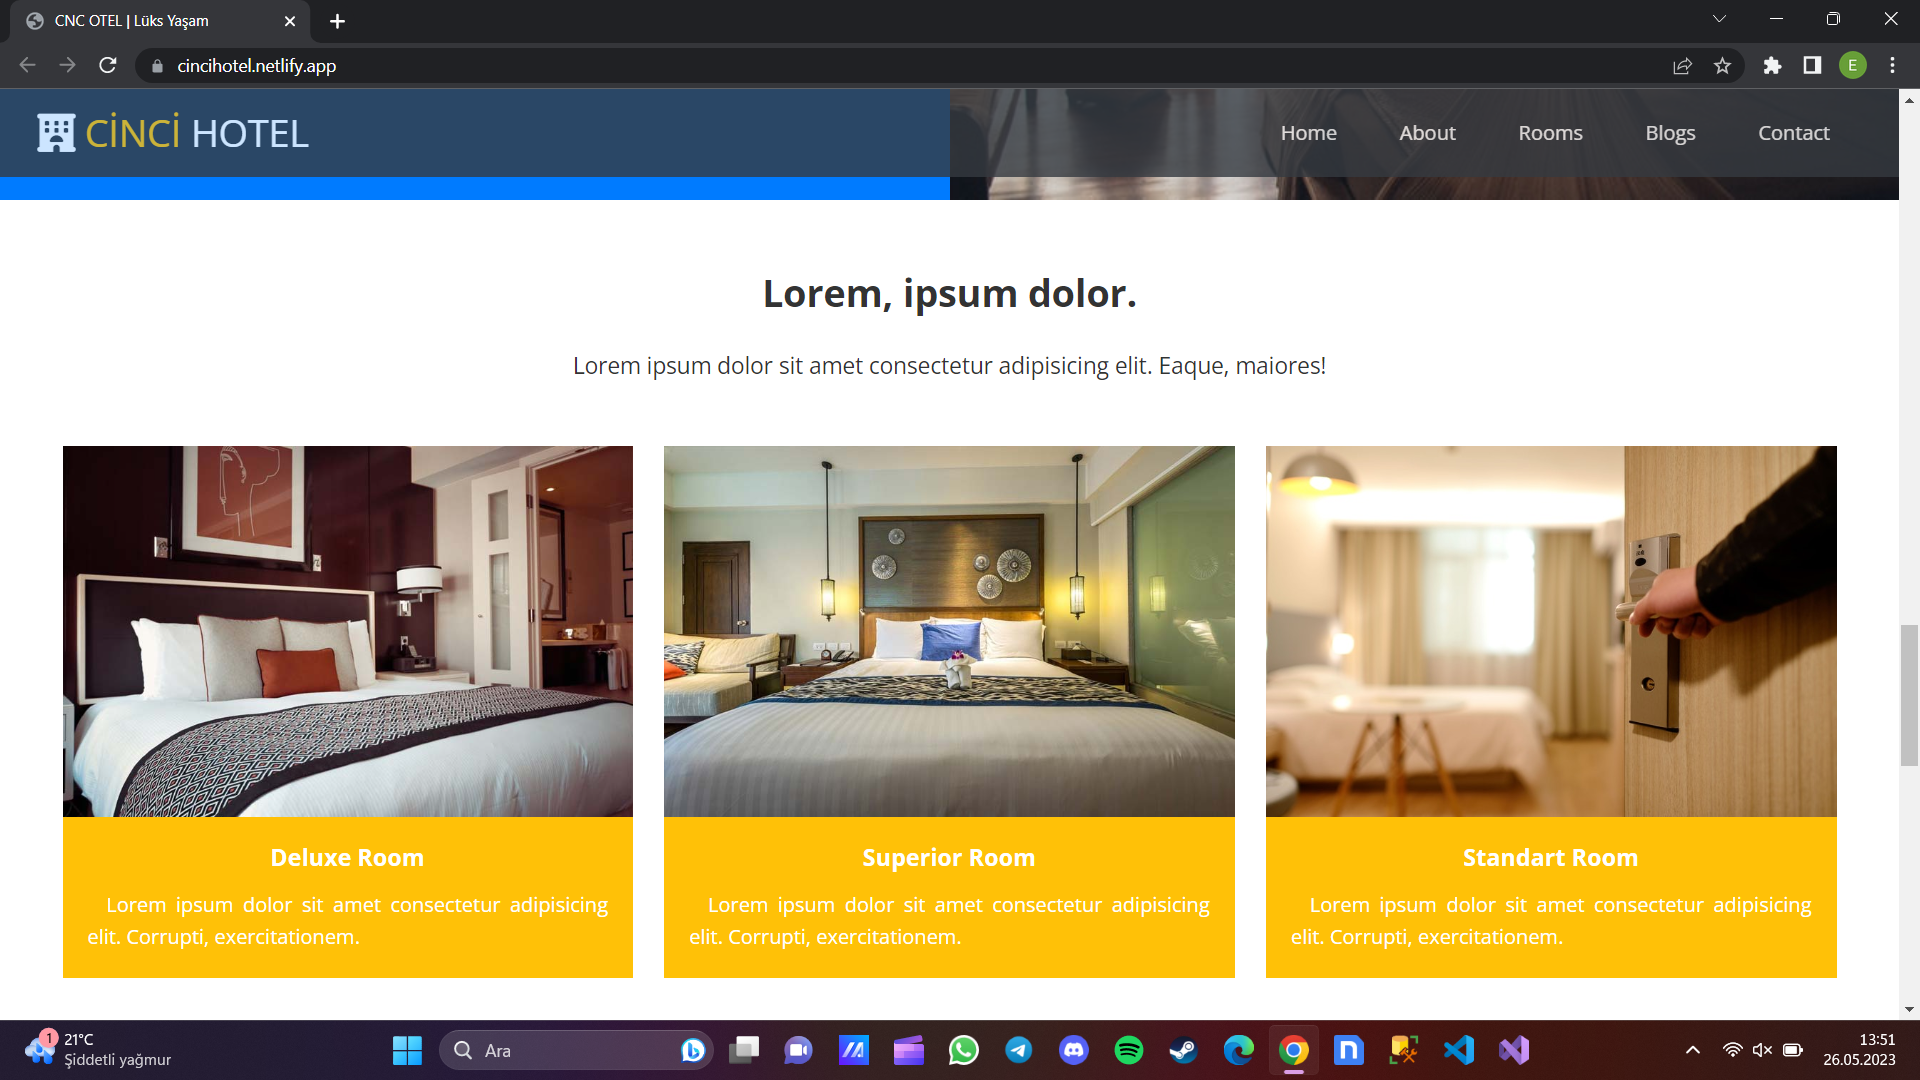 CNC OTEL | Lüks Yaşam
cincihotel.netlify.app
E
CİNCİ HOTEL
Home About Rooms Blogs Contact
Lorem, ipsum dolor.
Lorem ipsum dolor sit amet consectetur adipisicing elit. Eaque, maiores!
Deluxe Room
Lorem ipsum dolor sit amet consectetur adipisicing
elit. Corrupti, exercitationem.
Superior Room
Lorem ipsum dolor sit amet consectetur adipisicing
elit. Corrupti, exercitationem.
Standart Room
Lorem ipsum dolor sit amet consectetur adipisicing
elit. Corrupti, exercitationem.
1
21°C
Şiddetli yağmur
Ara
13:51
26.05.2023